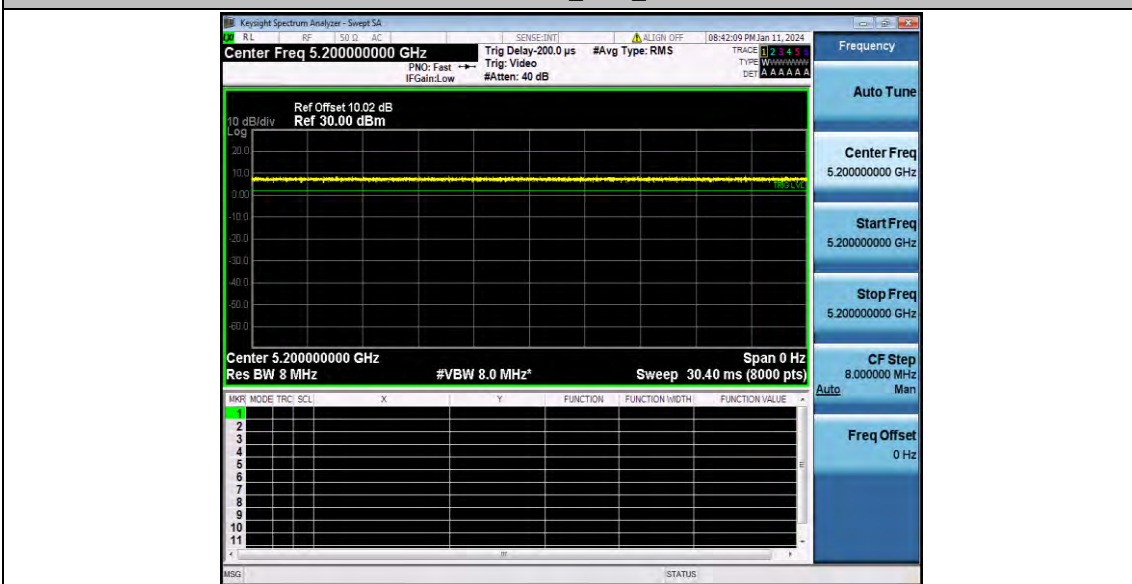 Keysight Spectrum Analyzer - Swept SA
RL RF 50 Ω AC SENSE:INT ALIGN OFF 08:42:09 PM Jan 11, 2024
Center Freq 5.200000000 GHz
PNO: Fast
IFGain:Low
Trig Delay-200.0 µs
Trig: Video
#Atten: 40 dB
#Avg Type: RMS
TRACE 1 2 3 4 5 6
TYPE W
DET A A A A A A
Ref Offset 10.02 dB
10 dB/div Ref 30.00 dBm
Log
20.0
10.0
TRIG LVL
0.00
-10.0
-20.0
-30.0
-40.0
-50.0
-60.0
Center 5.200000000 GHz Span 0 Hz
Res BW 8 MHz #VBW 8.0 MHz* Sweep 30.40 ms (8000 pts)
MKR MODE TRC SCL X Y FUNCTION FUNCTION WIDTH FUNCTION VALUE
1
2
3
4
5
6
7
8
9
10
11
MSG STATUS
Frequency
Auto Tune
Center Freq
5.200000000 GHz
Start Freq
5.200000000 GHz
Stop Freq
5.200000000 GHz
CF Step
8.000000 MHz
Auto Man
Freq Offset
0 Hz